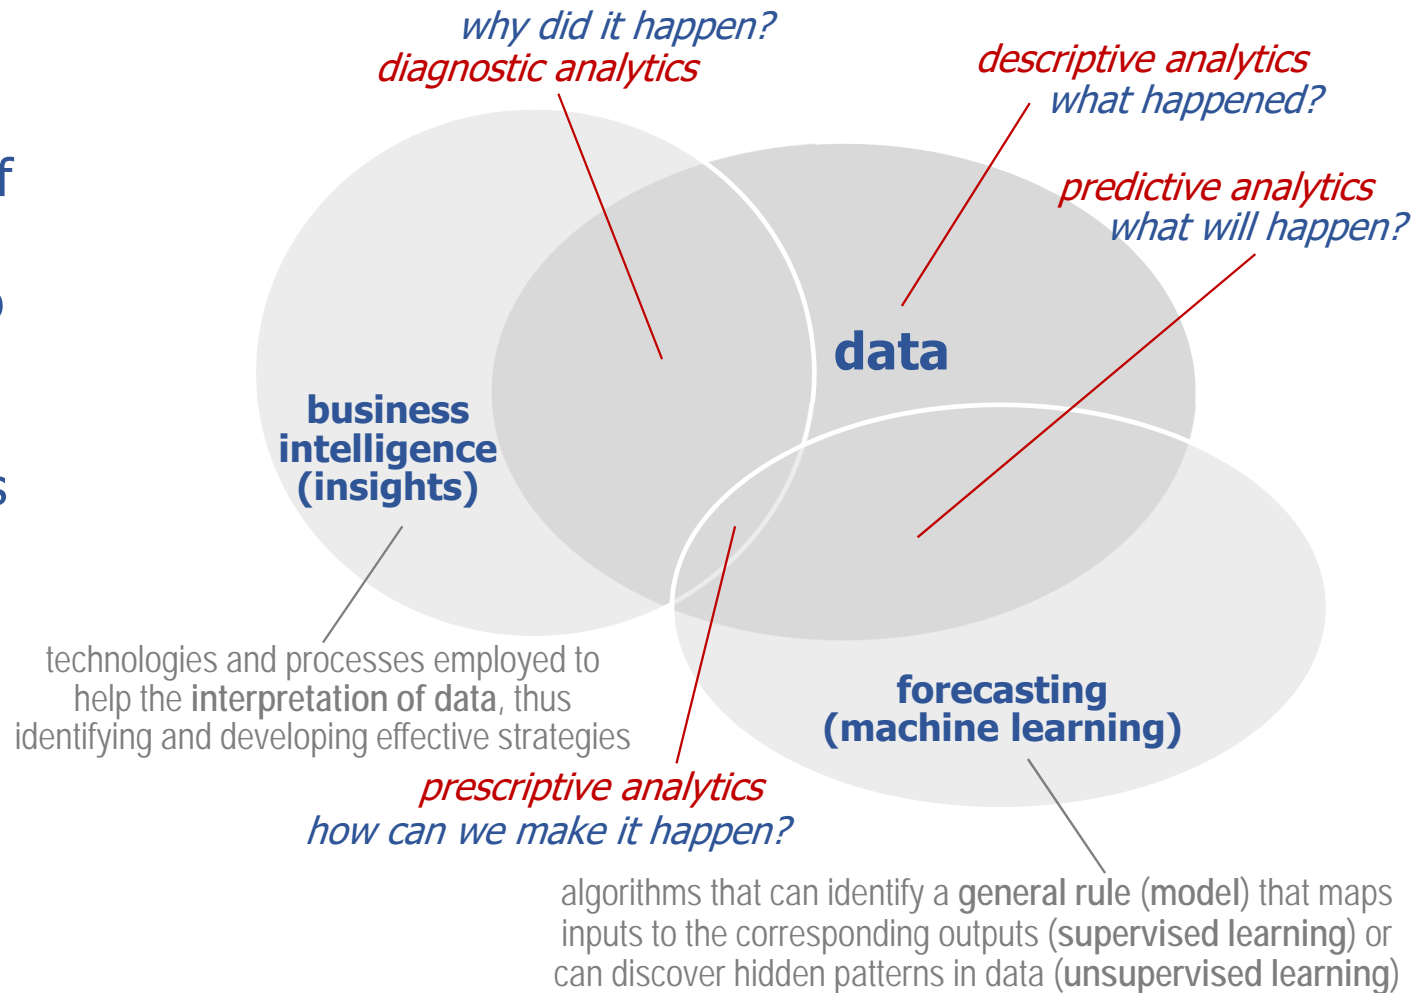 why did it happen?
diagnostic analytics
descriptive analytics
what happened?
predictive analytics
what will happen?
f
data
business
intelligence
(insights)
s
technologies and processes employed to
help the interpretation of data, thus
identifying and developing effective strategies
forecasting
(machine learning)
prescriptive analytics
how can we make it happen?
algorithms that can identify a general rule (model) that maps
inputs to the corresponding outputs (supervised learning) or
can discover hidden patterns in data (unsupervised learning)